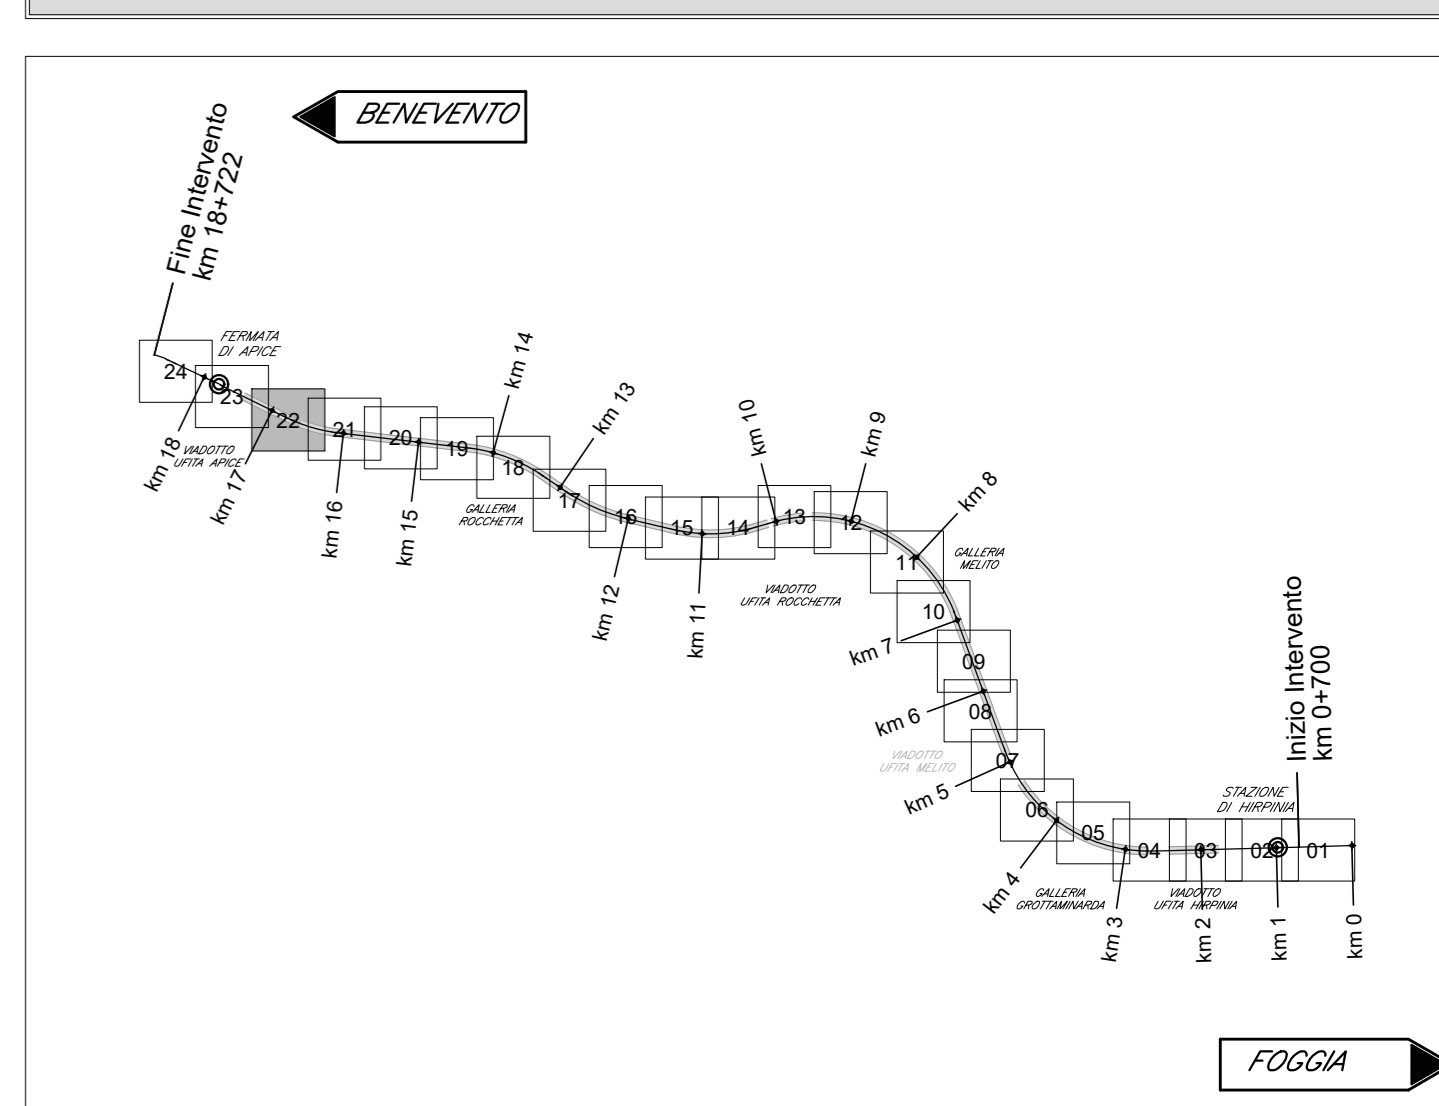 BENEVENTO
Fine Intervento
km 18+722
FERMATA
DI APICE
24
23
22
21
20
19
18
17
16
15
14
13
12
11
10
09
08
07
06
05
04
03
02
01
km 18
VIADOTTO
UFITA APICE
km 17
km 16
km 15
km 14
GALLERIA
ROCCHETTA
km 13
km 12
km 11
km 10
VIADOTTO
UFITA ROCCHETTA
km 9
km 8
GALLERIA
MELITO
km 7
km 6
VIADOTTO
UFITA MELITO
km 5
km 4
GALLERIA
GROTTAMINARDA
km 3
VIADOTTO
UFITA HIRPINIA
km 2
STAZIONE
DI HIRPINIA
km 1
Inizio Intervento
km 0+700
km 0
FOGGIA